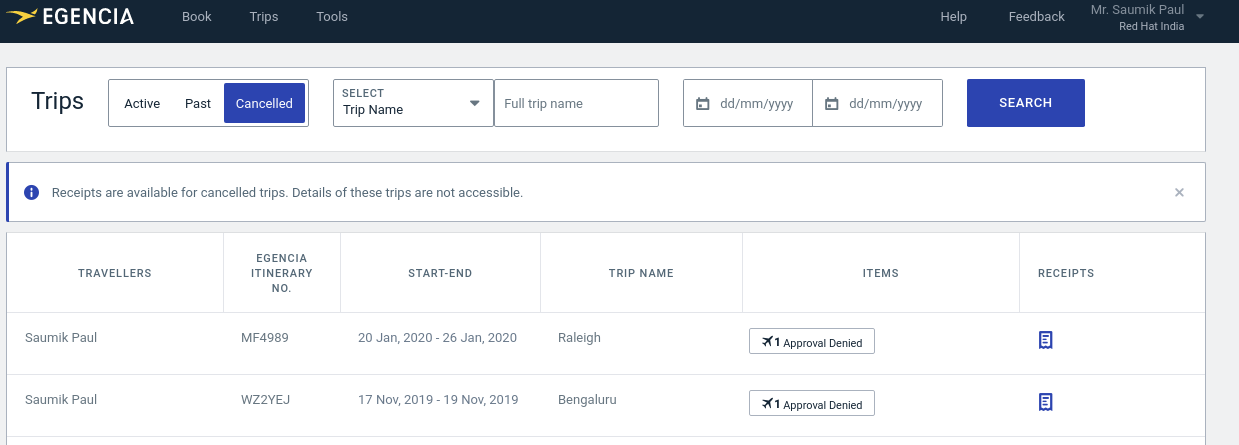 EGENCIA
Book Trips Tools Help Feedback Mr. Saumik Paul
Red Hat India
Trips Active Past Cancelled
SELECT
Trip Name
Full trip name
dd/mm/yyyy dd/mm/yyyy
SEARCH
Receipts are available for cancelled trips. Details of these trips are not accessible.
TRAVELLERS
EGENCIA
ITINERARY
NO.
START-END
TRIP NAME
ITEMS
RECEIPTS
Saumik Paul MF4989 20 Jan, 2020 - 26 Jan, 2020 Raleigh 1 Approval Denied
Saumik Paul WZ2YEJ 17 Nov, 2019 - 19 Nov, 2019 Bengaluru 1 Approval Denied